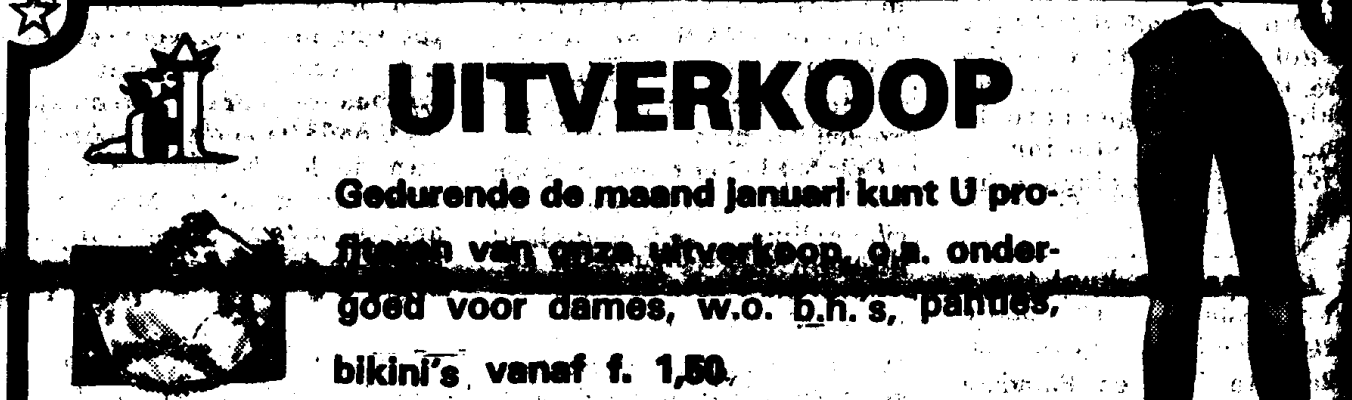 UITVERKOOP
Gedurende de maand januari kunt U pro-
fiteren van onze uitverkoop, o.a. onder-
goed voor dames, w.o. b.h.'s, panties,
bikini's vanaf f. 1,50.